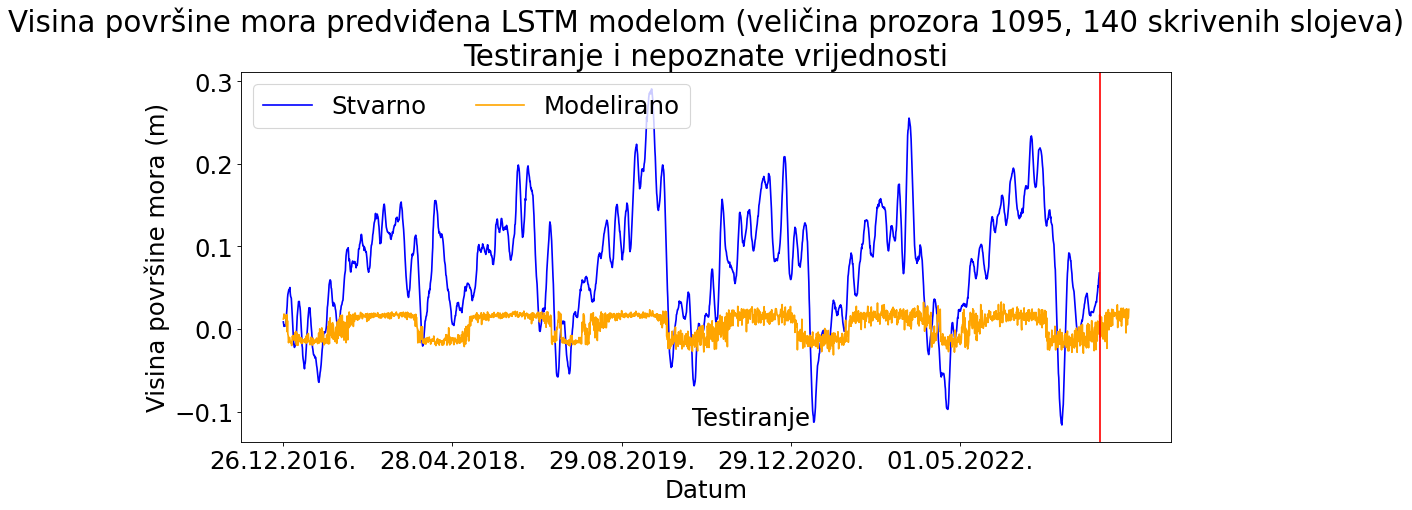 Visina površine mora predviđena LSTM modelom (veličina prozora 1095, 140 skrivenih slojeva)
Testiranje i nepoznate vrijednosti
Stvarno Modelirano
Visina površine mora (m)
0.3
0.2
0.1
0.0
−0.1
Testiranje
26.12.2016. 28.04.2018. 29.08.2019. 29.12.2020. 01.05.2022.
Datum